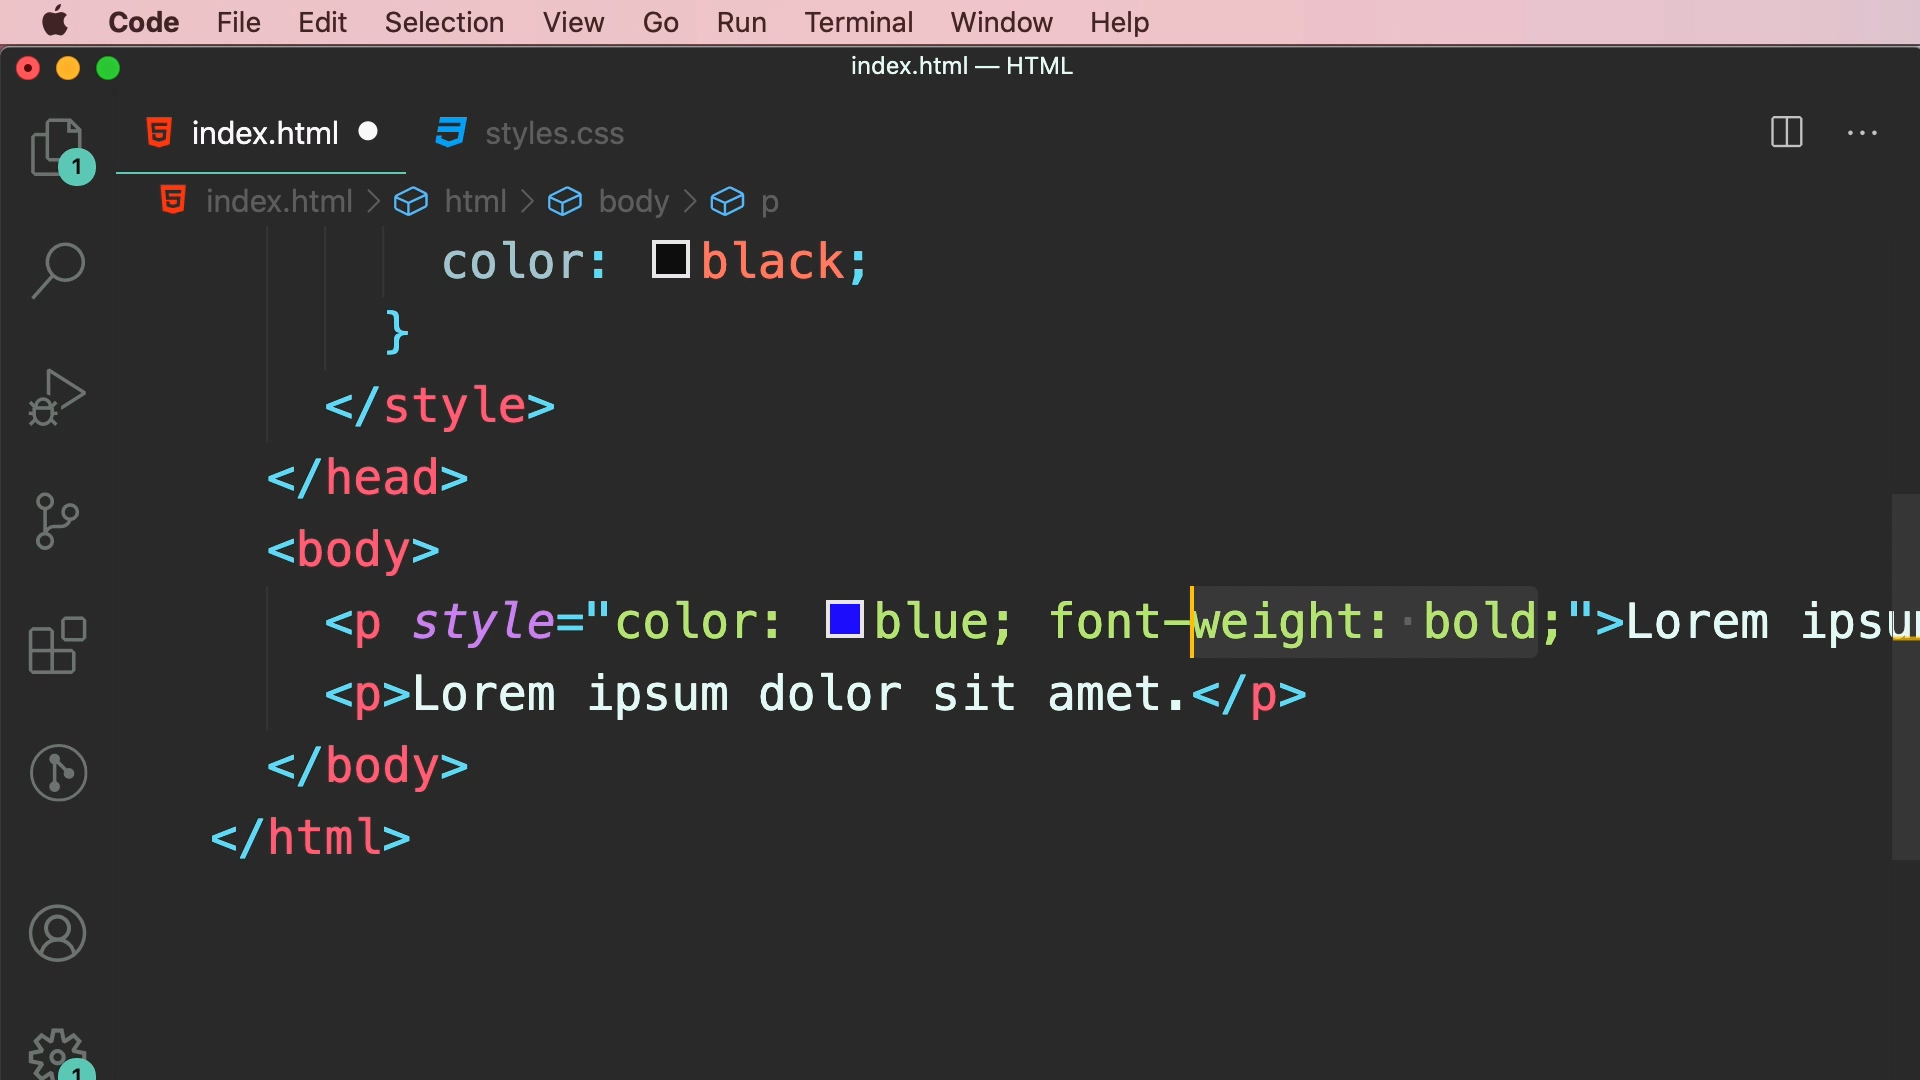 Code File Edit Selection View Go Run Terminal Window Help
index.html — HTML
index.html styles.css
1
index.html > html > body > p
color: black;
}
</style>
</head>
<body>
<p style="color: blue; font-weight: bold;">Lorem ipsum
<p>Lorem ipsum dolor sit amet.</p>
</body>
</html>
1